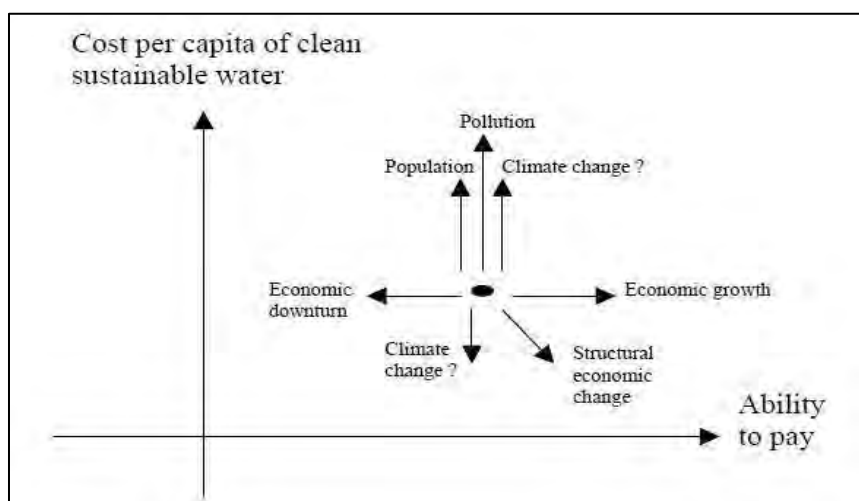 Cost per capita of clean
sustainable water
Pollution
Population
Climate change ?
Economic
downturn
Economic growth
Climate
change ?
Structural
economic
change
Ability
to pay